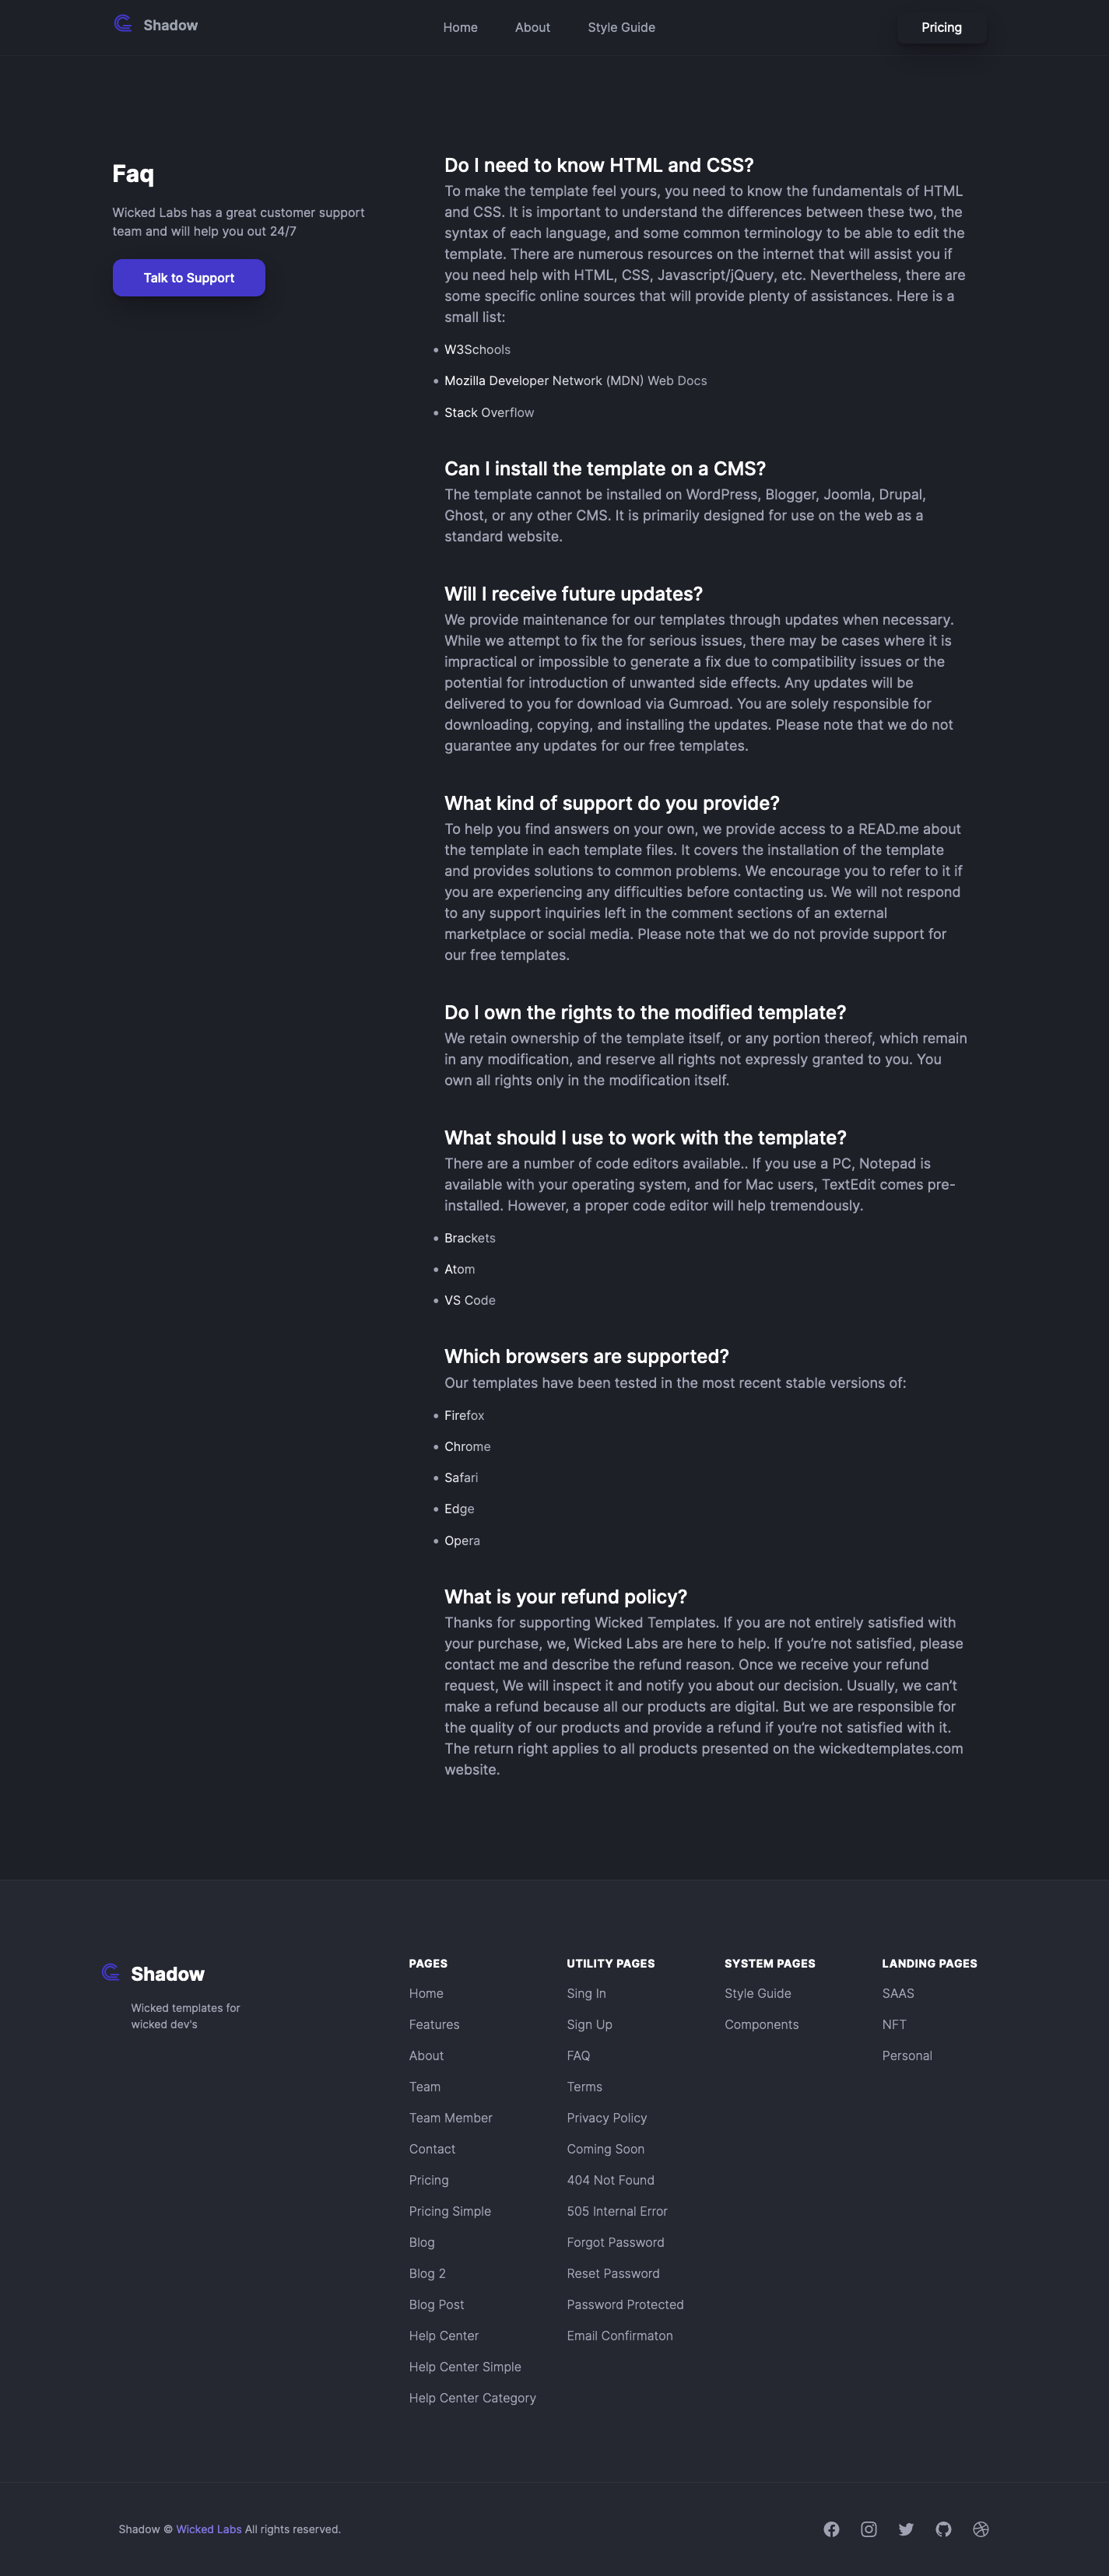 Shadow
Home
About
Style Guide
Pricing
Faq
Wicked Labs has a great customer support
team and will help you out 24/7
Talk to Support
Do I need to know HTML and CSS?
To make the template feel yours, you need to know the fundamentals of HTML
and CSS. It is important to understand the differences between these two, the
syntax of each language, and some common terminology to be able to edit the
template. There are numerous resources on the internet that will assist you if
you need help with HTML, CSS, Javascript/jQuery, etc. Nevertheless, there are
some specific online sources that will provide plenty of assistances. Here is a
small list:
• W3Schools
• Mozilla Developer Network (MDN) Web Docs
• Stack Overflow
Can I install the template on a CMS?
The template cannot be installed on WordPress, Blogger, Joomla, Drupal,
Ghost, or any other CMS. It is primarily designed for use on the web as a
standard website.
Will I receive future updates?
We provide maintenance for our templates through updates when necessary.
While we attempt to fix the for serious issues, there may be cases where it is
impractical or impossible to generate a fix due to compatibility issues or the
potential for introduction of unwanted side effects. Any updates will be
delivered to you for download via Gumroad. You are solely responsible for
downloading, copying, and installing the updates. Please note that we do not
guarantee any updates for our free templates.
What kind of support do you provide?
To help you find answers on your own, we provide access to a READ.me about
the template in each template files. It covers the installation of the template
and provides solutions to common problems. We encourage you to refer to it if
you are experiencing any difficulties before contacting us. We will not respond
to any support inquiries left in the comment sections of an external
marketplace or social media. Please note that we do not provide support for
our free templates.
Do I own the rights to the modified template?
We retain ownership of the template itself, or any portion thereof, which remain
in any modification, and reserve all rights not expressly granted to you. You
own all rights only in the modification itself.
What should I use to work with the template?
There are a number of code editors available.. If you use a PC, Notepad is
available with your operating system, and for Mac users, TextEdit comes pre-
installed. However, a proper code editor will help tremendously.
• Brackets
• Atom
• VS Code
Which browsers are supported?
Our templates have been tested in the most recent stable versions of:
• Firefox
• Chrome
• Safari
• Edge
• Opera
What is your refund policy?
Thanks for supporting Wicked Templates. If you are not entirely satisfied with
your purchase, we, Wicked Labs are here to help. If you’re not satisfied, please
contact me and describe the refund reason. Once we receive your refund
request, We will inspect it and notify you about our decision. Usually, we can’t
make a refund because all our products are digital. But we are responsible for
the quality of our products and provide a refund if you’re not satisfied with it.
The return right applies to all products presented on the wickedtemplates.com
website.
Shadow
Wicked templates for
wicked dev's
PAGES
Home
Features
About
Team
Team Member
Contact
Pricing
Pricing Simple
Blog
Blog 2
Blog Post
Help Center
Help Center Simple
Help Center Category
UTILITY PAGES
Sing In
Sign Up
FAQ
Terms
Privacy Policy
Coming Soon
404 Not Found
505 Internal Error
Forgot Password
Reset Password
Password Protected
Email Confirmaton
SYSTEM PAGES
Style Guide
Components
LANDING PAGES
SAAS
NFT
Personal
Shadow © Wicked Labs All rights reserved.